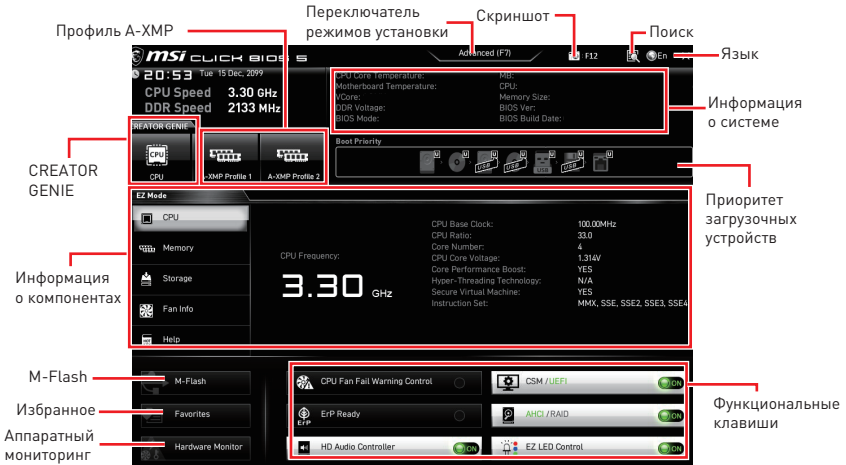 Переключатель
режимов установки
Скриншот
Поиск
Профиль A-XMP
Язык
msi CLICK BIOS 5
Advanced (F7)
: F12
En
20:53 Tue 15 Dec, 2099
CPU Speed 3.30 GHz
DDR Speed 2133 MHz
CPU Core Temperature:
Motherboard Temperature:
VCore:
DDR Voltage:
BIOS Mode:
MB:
CPU:
Memory Size:
BIOS Ver:
BIOS Build Date:
Информация
о системе
CREATOR GENIE
CPU
CPU
A-XMP Profile 1
A-XMP Profile 2
Boot Priority
U U U U U U U
USB USB USB USB
CREATOR
GENIE
Приоритет
загрузочных
устройств
EZ Mode
CPU
Memory
Storage
Fan Info
Help
CPU Frequency:
3.30 GHz
CPU Base Clock: 100.00MHz
CPU Ratio: 33.0
Core Number: 4
CPU Core Voltage: 1.314V
Core Performance Boost: YES
Hyper-Threading Technology: N/A
Secure Virtual Machine: YES
Instruction Set: MMX, SSE, SSE2, SSE3, SSE4
Информация
о компонентах
M-Flash
Избранное
Аппаратный
мониторинг
M-Flash
Favorites
Hardware Monitor
CPU Fan Fail Warning Control
ErP
ErP Ready
HD Audio Controller ON
CSM /UEFI ON
AHCI /RAID ON
EZ LED Control ON
Функциональные
клавиши